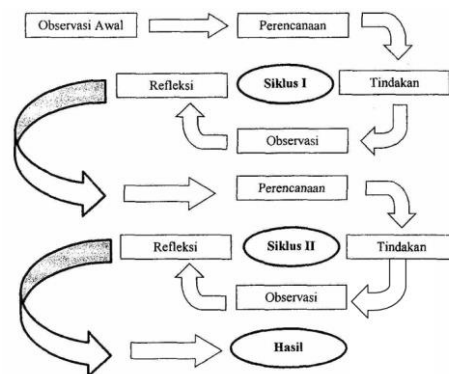 Observasi Awal
Perencanaan
Refleksi
Siklus I
Tindakan
Observasi
Perencanaan
Refleksi
Siklus II
Tindakan
Observasi
Hasil